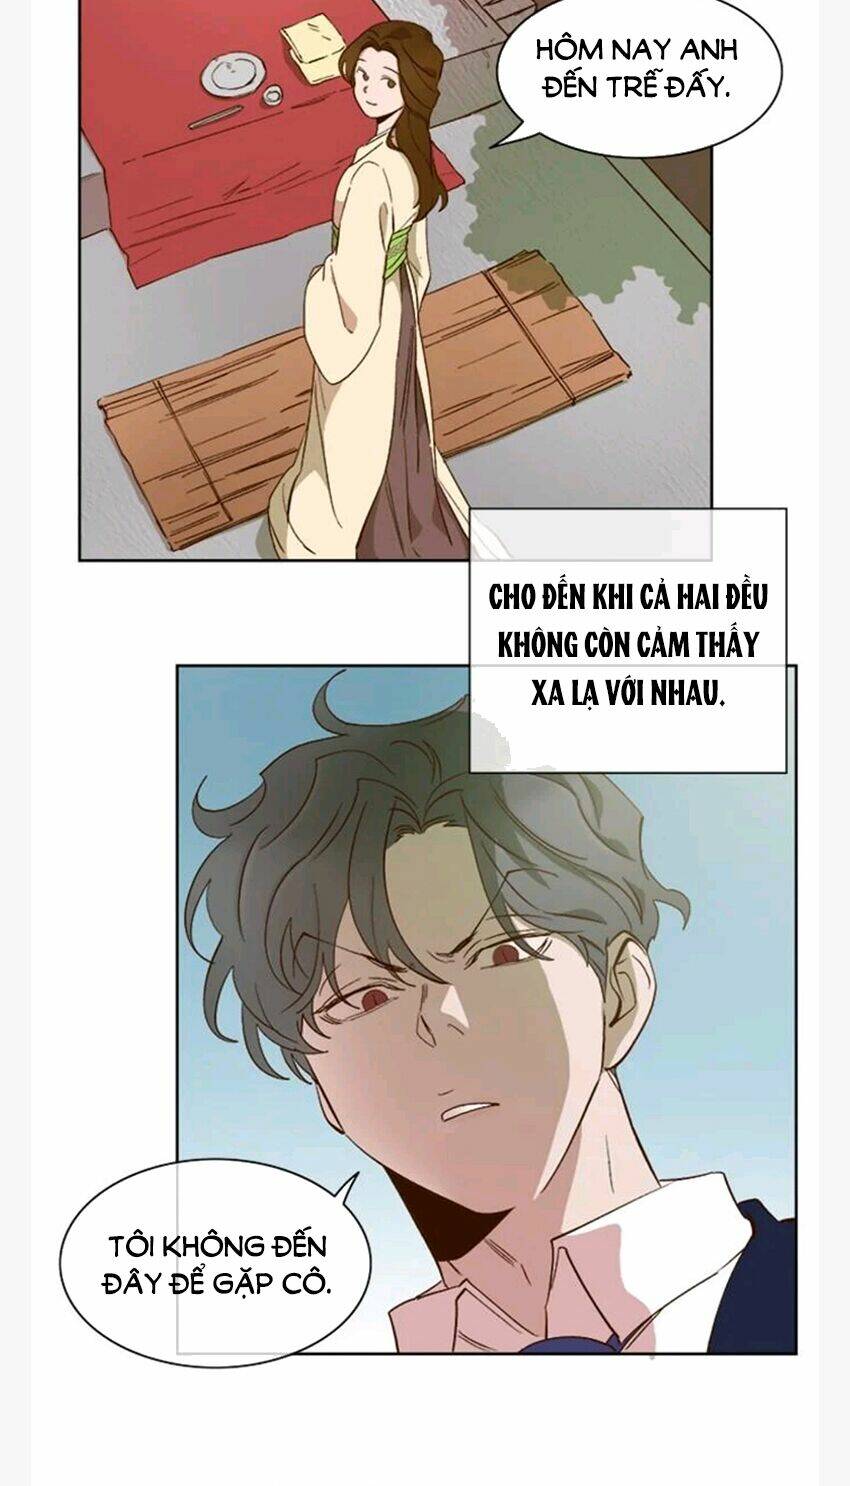 HÔM NAY ANH
ĐẾN TRỄ ĐẤY.
CHO ĐẾN KHI CẢ HAI ĐỀU
KHÔNG CÒN CẢM THẤY
XA LẠ VỚI NHAU.
TÔI KHÔNG ĐẾN
ĐÂY ĐỂ GẶP CÔ.